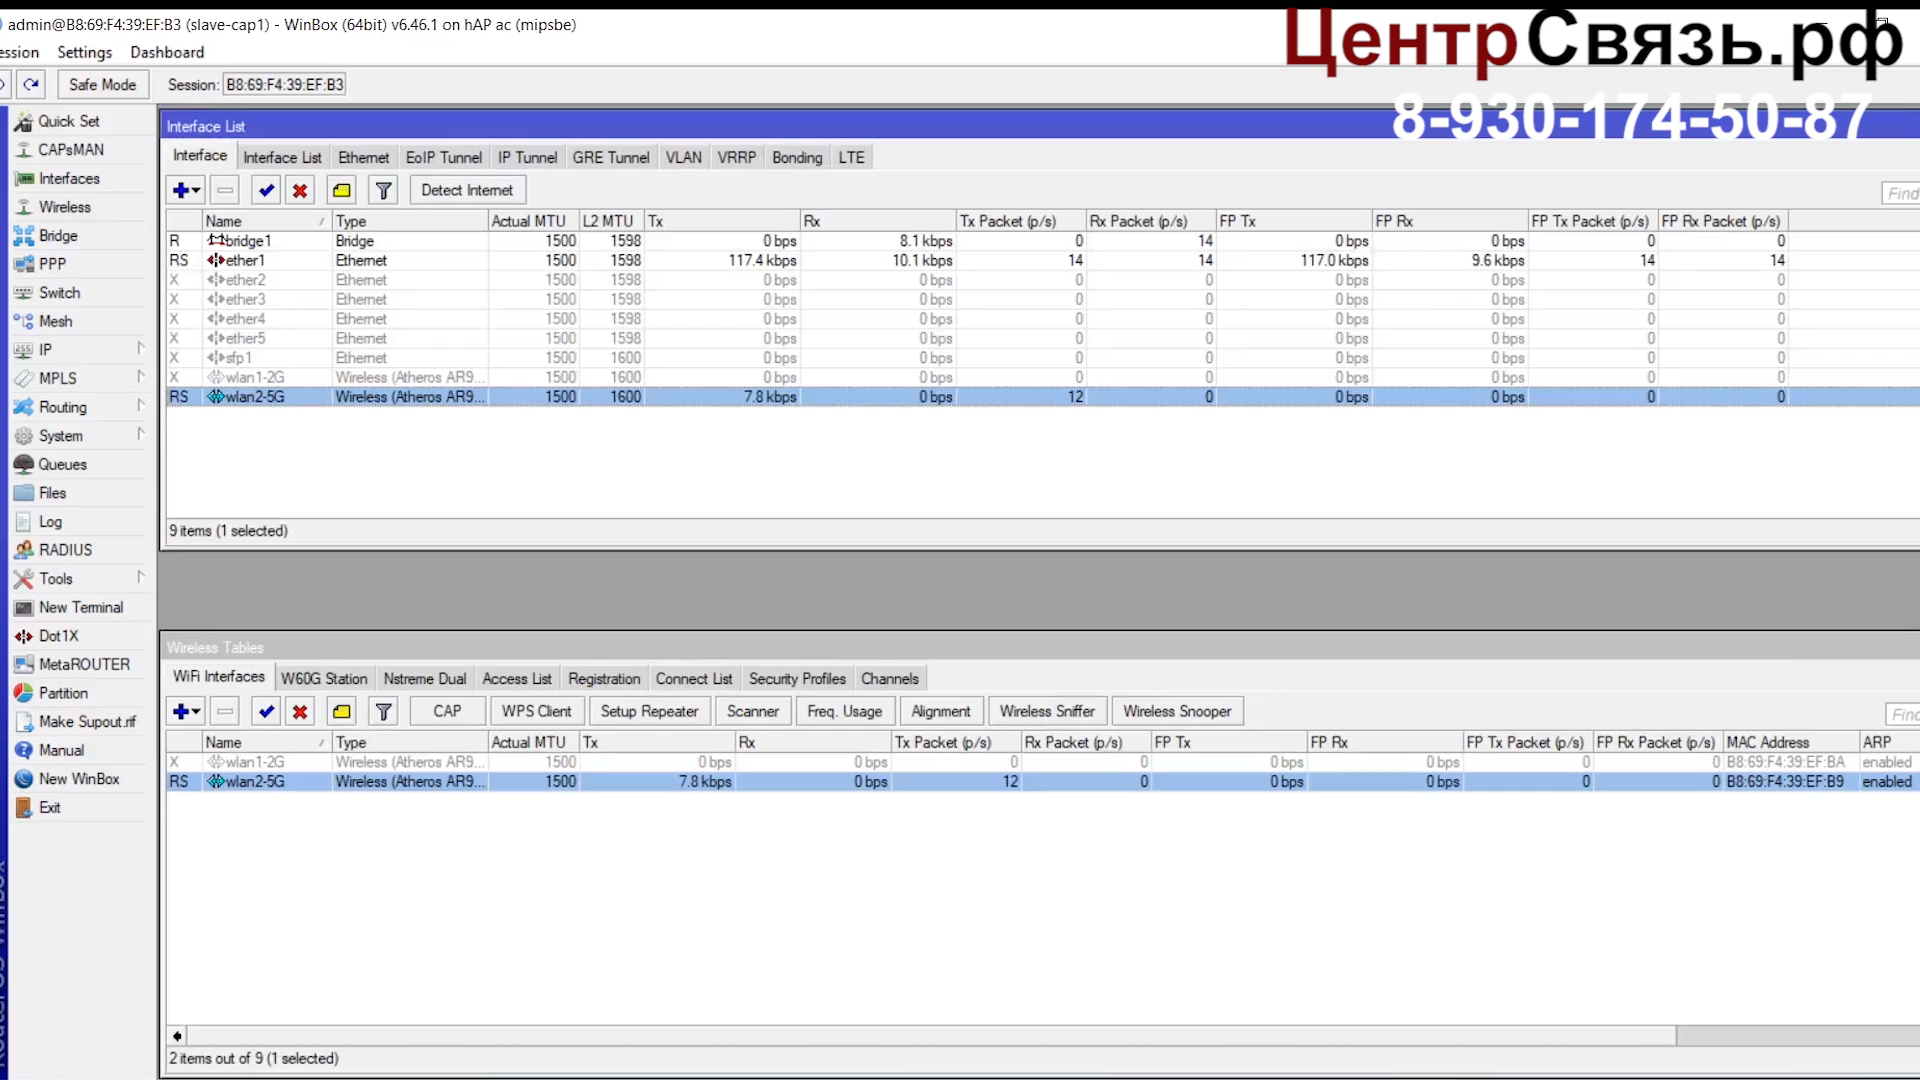 admin@B8:69:F4:39:EF:B3 (slave-cap1) - WinBox (64bit) v6.46.1 on hAP ac (mipsbe)
ЦентрСвязь.рф
ession Settings Dashboard
Safe Mode Session: B8:69:F4:39:EF:B3
8-930-174-50-87
Quick Set
CAPsMAN
Interfaces
Wireless
Bridge
PPP
Switch
Mesh
IP
MPLS
Routing
System
Queues
Files
Log
RADIUS
Tools
New Terminal
Dot1X
MetaROUTER
Partition
Make Supout.rif
Manual
New WinBox
Exit
RouterOS WinBox
Interface List
Interface Interface List Ethernet EoIP Tunnel IP Tunnel GRE Tunnel VLAN VRRP Bonding LTE
Detect Internet Find
Name Type Actual MTU L2 MTU Tx Rx Tx Packet (p/s) Rx Packet (p/s) FP Tx FP Rx FP Tx Packet (p/s) FP Rx Packet (p/s)
R bridge1 Bridge 1500 1598 0 bps 8.1 kbps 0 14 0 bps 0 bps 0 0
RS ether1 Ethernet 1500 1598 117.4 kbps 10.1 kbps 14 14 117.0 kbps 9.6 kbps 14 14
X ether2 Ethernet 1500 1598 0 bps 0 bps 0 0 0 bps 0 bps 0 0
X ether3 Ethernet 1500 1598 0 bps 0 bps 0 0 0 bps 0 bps 0 0
X ether4 Ethernet 1500 1598 0 bps 0 bps 0 0 0 bps 0 bps 0 0
X ether5 Ethernet 1500 1598 0 bps 0 bps 0 0 0 bps 0 bps 0 0
X sfp1 Ethernet 1500 1600 0 bps 0 bps 0 0 0 bps 0 bps 0 0
X wlan1-2G Wireless (Atheros AR9... 1500 1600 0 bps 0 bps 0 0 0 bps 0 bps 0 0
RS wlan2-5G Wireless (Atheros AR9... 1500 1600 7.8 kbps 0 bps 12 0 0 bps 0 bps 0 0
9 items (1 selected)
Wireless Tables
WiFi Interfaces W60G Station Nstreme Dual Access List Registration Connect List Security Profiles Channels
CAP WPS Client Setup Repeater Scanner Freq. Usage Alignment Wireless Sniffer Wireless Snooper Find
Name Type Actual MTU Tx Rx Tx Packet (p/s) Rx Packet (p/s) FP Tx FP Rx FP Tx Packet (p/s) FP Rx Packet (p/s) MAC Address ARP
X wlan1-2G Wireless (Atheros AR9... 1500 0 bps 0 bps 0 0 0 bps 0 bps 0 0 B8:69:F4:39:EF:BA enabled
RS wlan2-5G Wireless (Atheros AR9... 1500 7.8 kbps 0 bps 12 0 0 bps 0 bps 0 0 B8:69:F4:39:EF:B9 enabled
2 items out of 9 (1 selected)